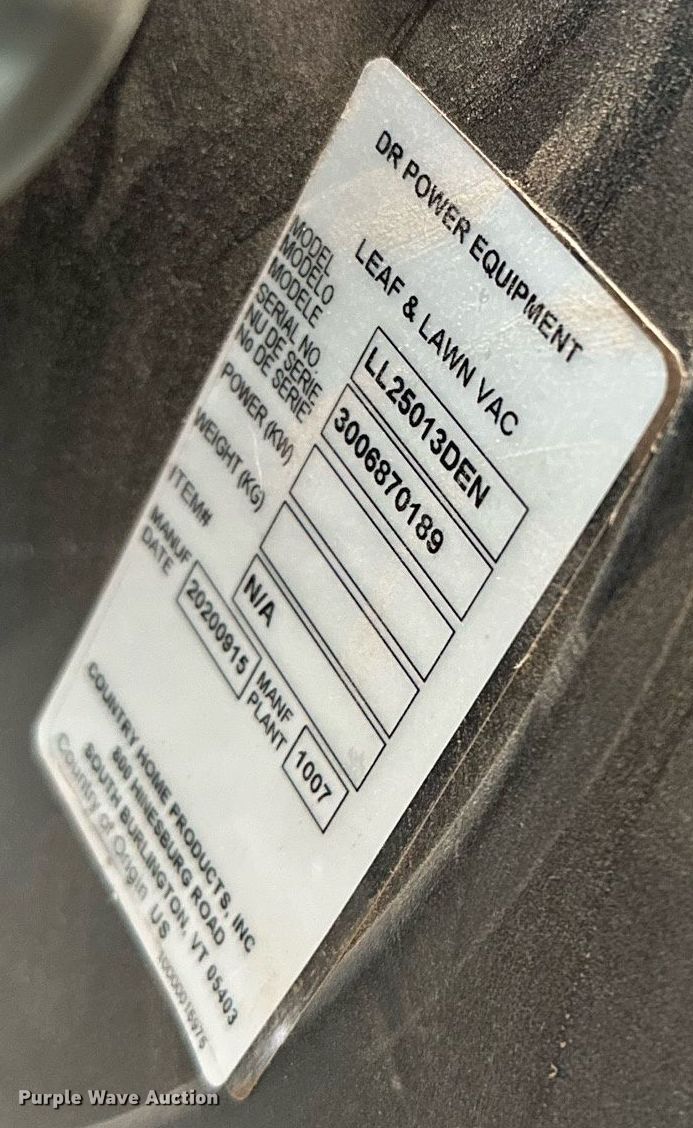 DR POWER EQUIPMENT
LEAF & LAWN VAC
MODEL
MODELO
MODELE
LL25013DEN
SERIAL NO.
NU DE SERIE
No DE SERIE
3006870189
POWER (KW)
WEIGHT (KG)
ITEM#
N/A
MANUF
DATE
20200915
MANF
PLANT
1007
COUNTRY HOME PRODUCTS, INC
HINESBURG ROAD
SOUTH BURLINGTON, VT 05403
Country of Origin US
Purple Wave Auction